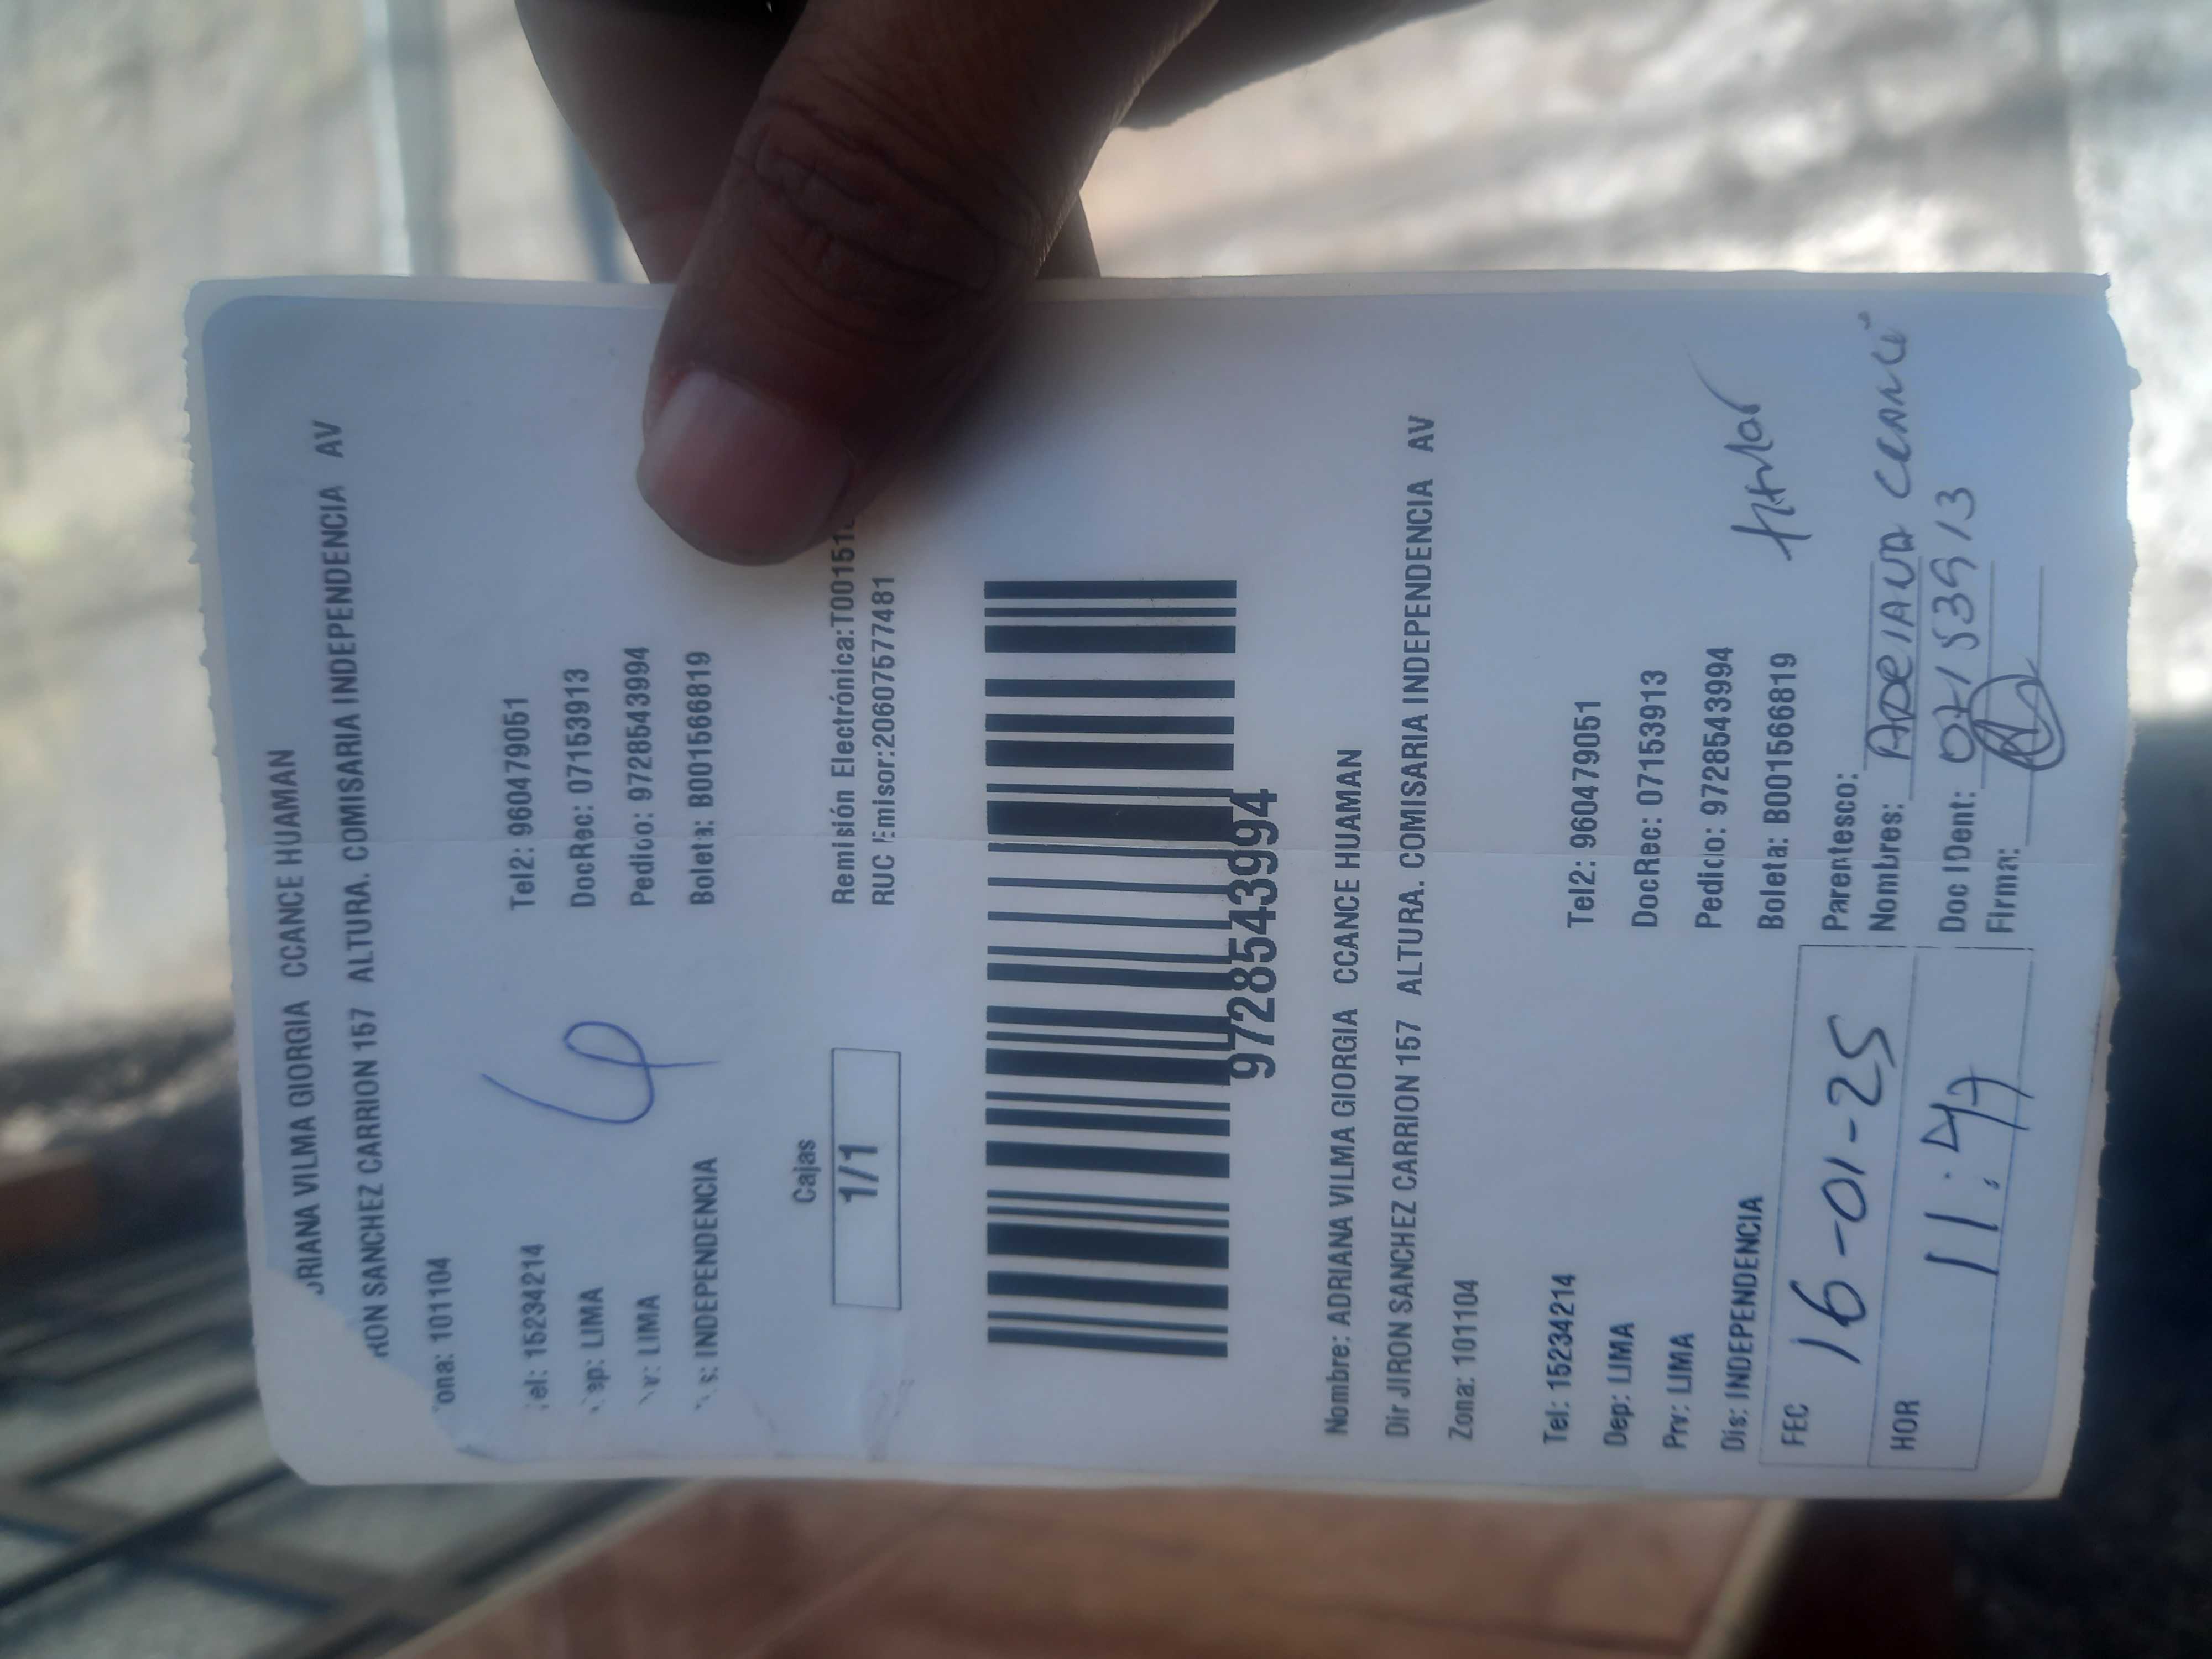 RIANA VILMA GIORGIA CCANCE HUAMAN
RON SANCHEZ CARRION 157 ALTURA. COMISARIA INDEPENDENCIA AV
ona: 101104
el: 15234214 Tel2: 960479051
ep: LIMA DocRec: 07153913
v: LIMA Pedido: 9728543994
s: INDEPENDENCIA Boleta: B001566819
Cajas
1/1
Remisión Electrónica:T00151
RUC Emisor:20607577481
9728543994
Nombre: ADRIANA VILMA GIORGIA CCANCE HUAMAN
Dir JIRON SANCHEZ CARRION 157 ALTURA. COMISARIA INDEPENDENCIA AV
Zona: 101104
Tel: 15234214 Tel2: 960479051
Dep: LIMA DocRec: 07153913
Prv: LIMA Pedido: 9728543994
Dis: INDEPENDENCIA Boleta: B001566819
FEC 16-01-25 Parentesco:
Nombres: ADRIANA CCANCE
HOR 11:47 Doc IDent: 07153913
Firma: